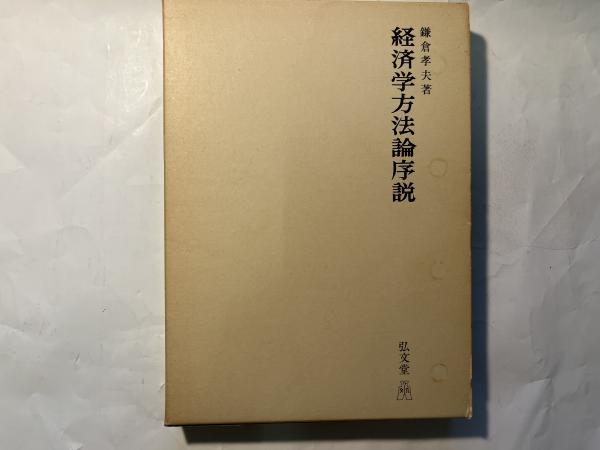 鎌倉孝夫著
経済学方法論序説
弘文堂